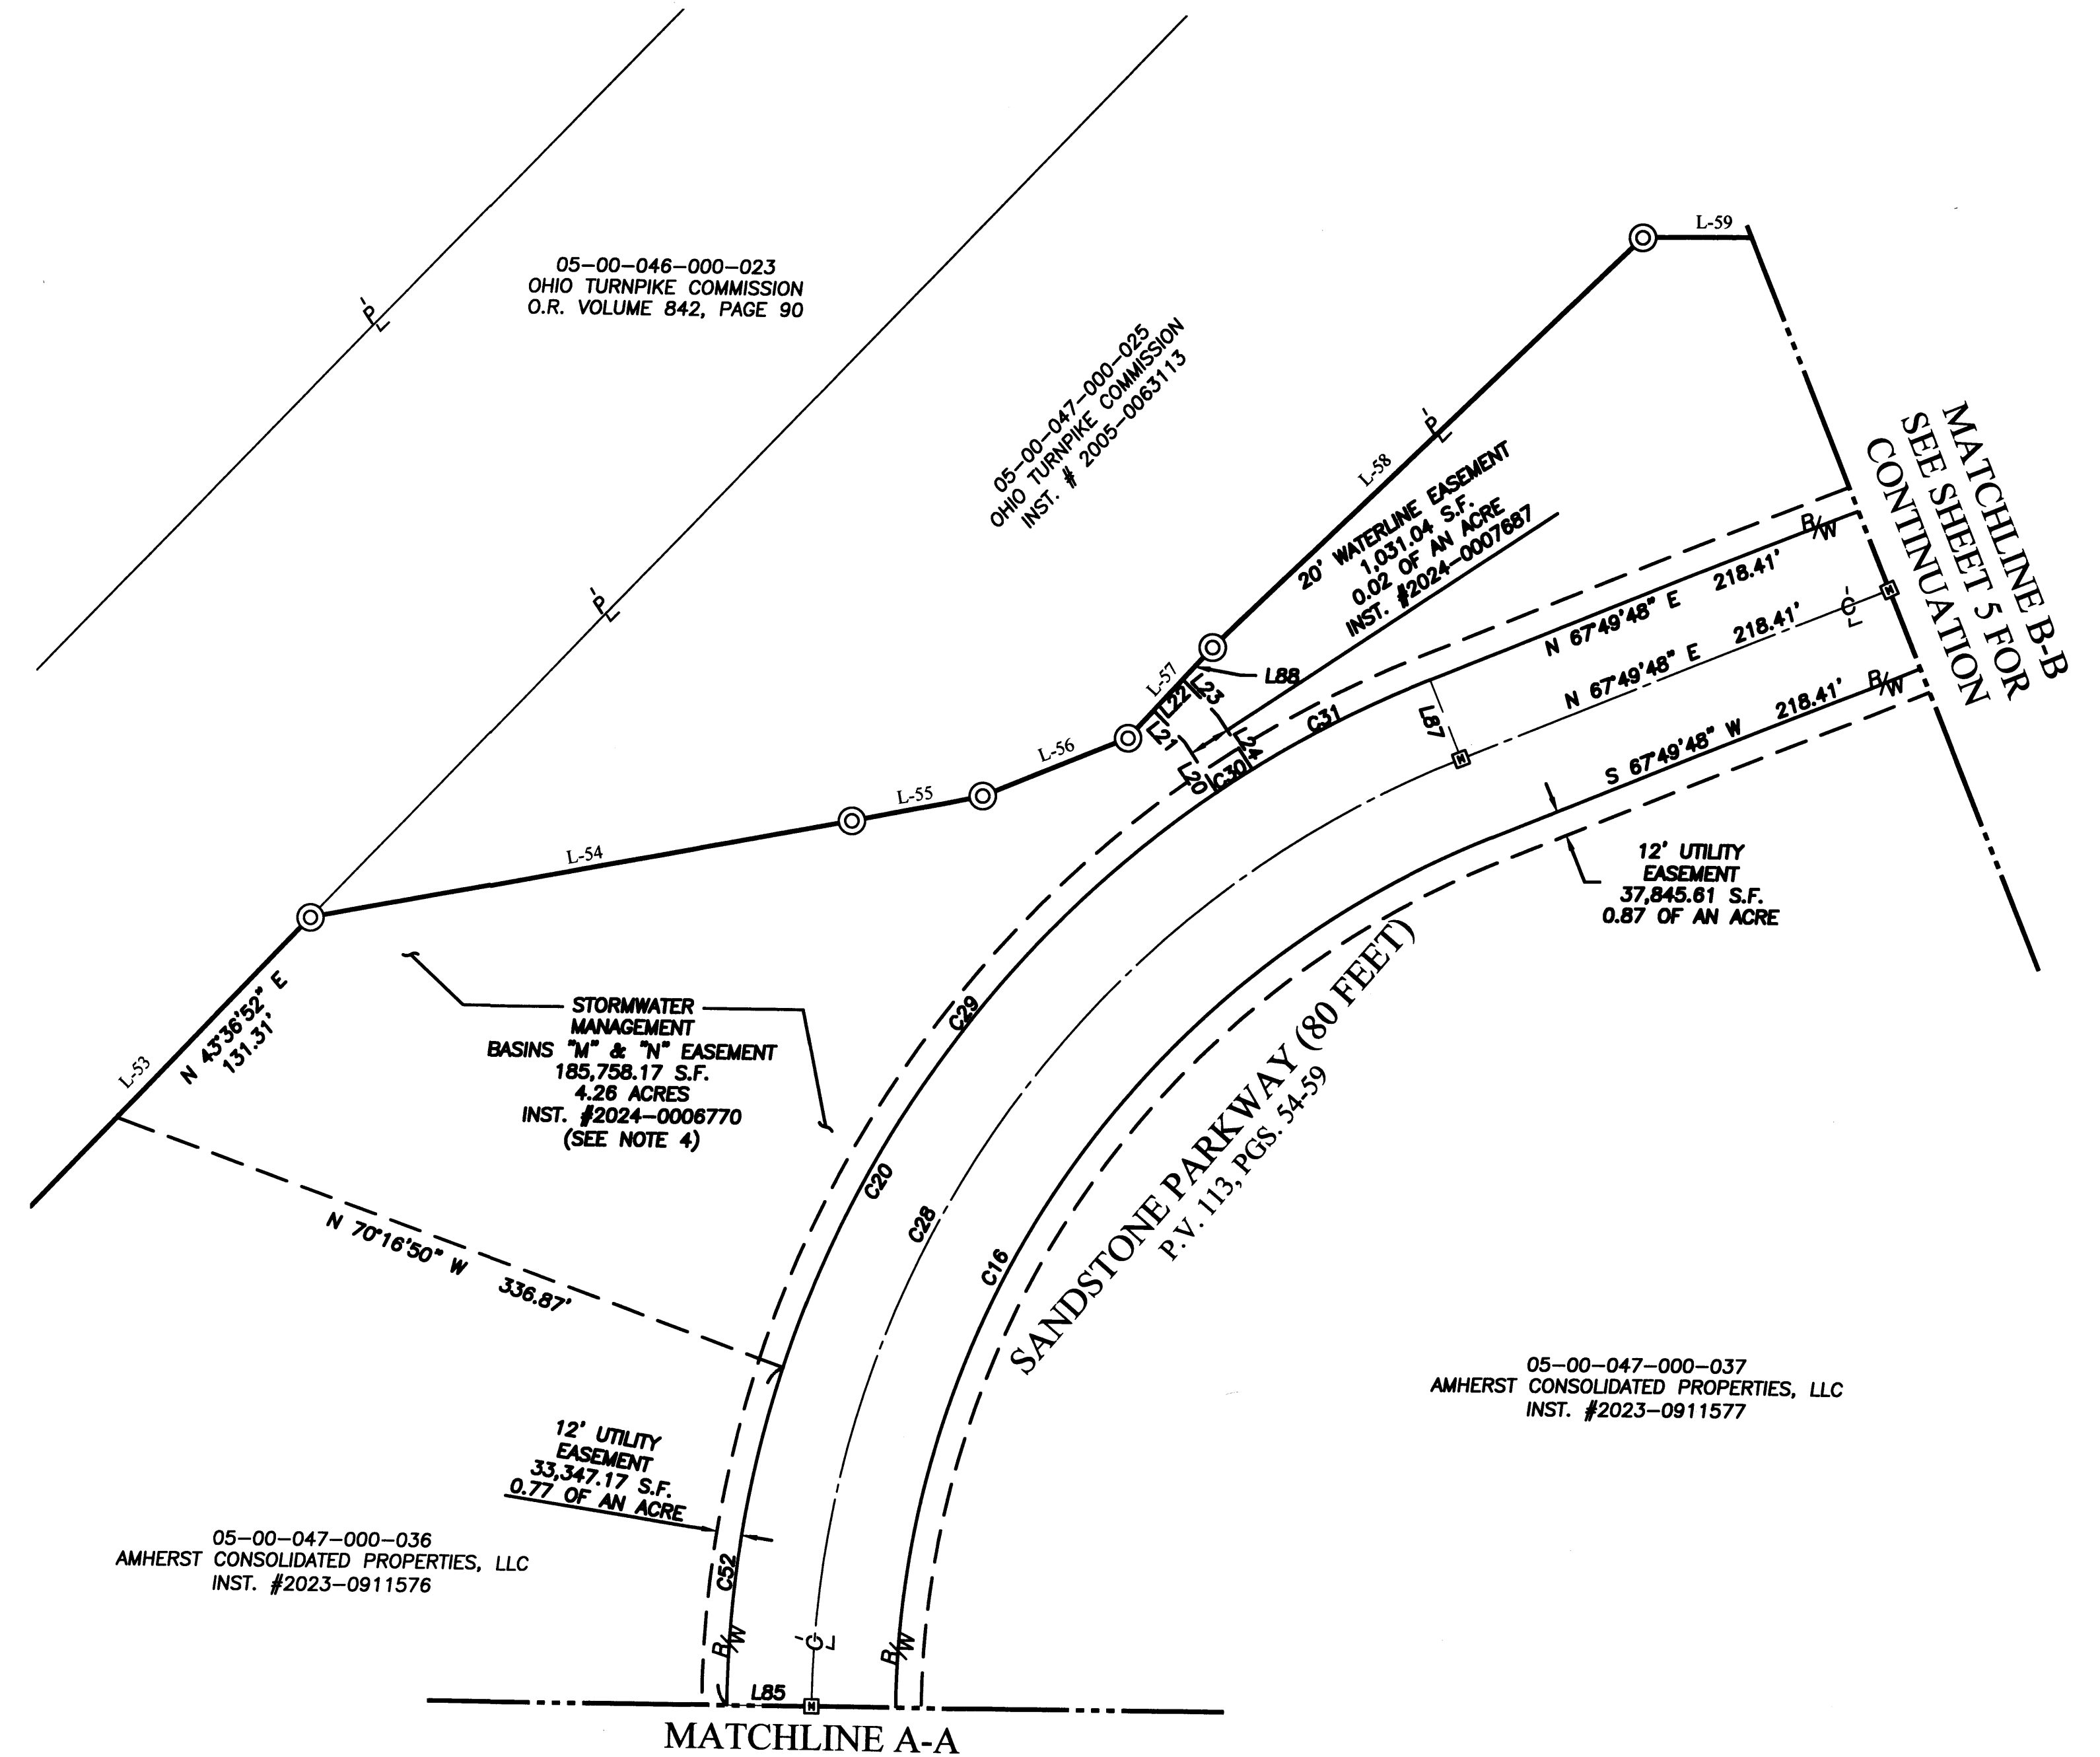 L-59
05-00-046-000-023
OHIO TURNPIKE COMMISSION
O.R. VOLUME 842, PAGE 90
P
L
05-00-047-000-025
OHIO TURNPIKE COMMISSION
INST. # 2005-0063113
P
L
L-58
20' WATERLINE EASEMENT
1,031.04 S.F.
0.02 OF AN ACRE
INST. #2024-0007687
MATCHLINE B-B
SEE SHEET 5 FOR
CONTINUATION
R/W
N 67°49'48" E 218.41'
C
L
N 67°49'48" E 218.41'
R/W
S 67°49'48" W 218.41'
P
L
L-57
L88
L22
L23
L21
L24
L20
C30
C31
L87
L-56
L-55
L-54
12' UTILITY
EASEMENT
37,845.61 S.F.
0.87 OF AN ACRE
N 43°36'52" E
131.31'
L-53
STORMWATER
MANAGEMENT
BASINS "M" & "N" EASEMENT
185,758.17 S.F.
4.26 ACRES
INST. #2024-0006770
(SEE NOTE 4)
C29
C20
C28
C16
SANDSTONE PARKWAY (80 FEET)
P.V. 113, PGS. 54-59
N 70°16'50" W 336.87'
05-00-047-000-037
AMHERST CONSOLIDATED PROPERTIES, LLC
INST. #2023-0911577
12' UTILITY
EASEMENT
33,347.17 S.F.
0.77 OF AN ACRE
05-00-047-000-036
AMHERST CONSOLIDATED PROPERTIES, LLC
INST. #2023-0911576
C52
R/W
C
L
R/W
L85
M
M
M
MATCHLINE A-A